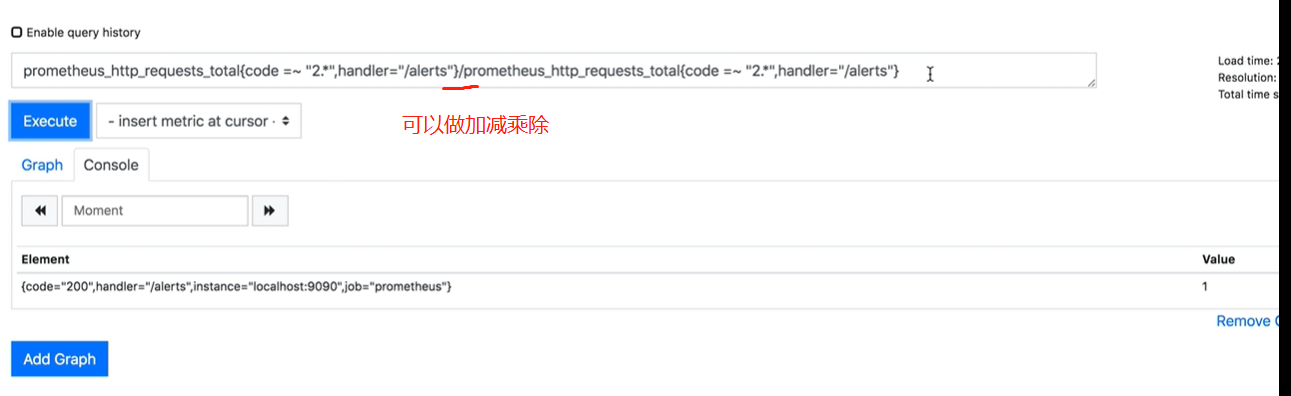 Enable query history
prometheus_http_requests_total{code =~ "2.*",handler="/alerts"}/prometheus_http_requests_total{code =~ "2.*",handler="/alerts"}
Load time:
Resolution:
Total time
Execute
- insert metric at cursor -
可以做加减乘除
Graph
Console
Moment
Element
Value
{code="200",handler="/alerts",instance="localhost:9090",job="prometheus"}
1
Remove
Add Graph